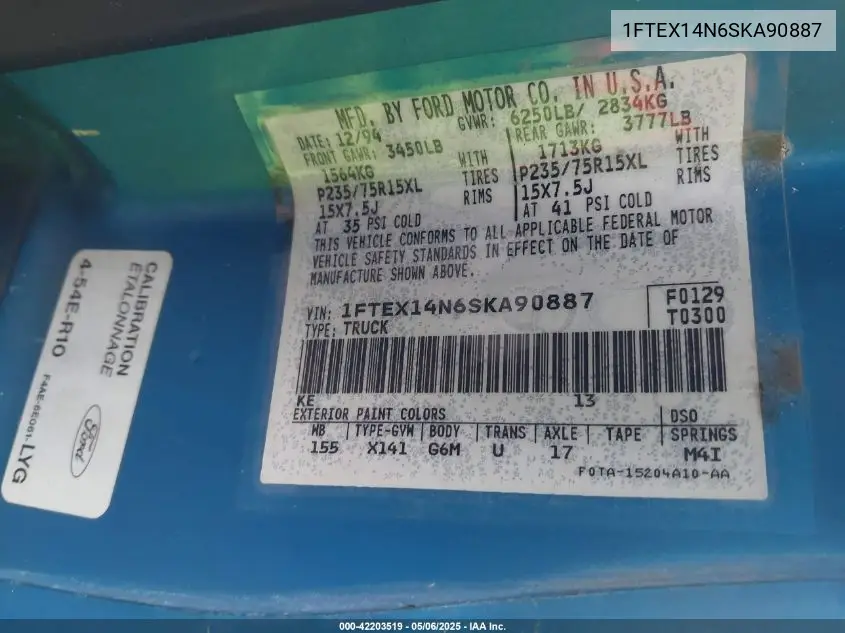 1FTEX14N6SKA90887
MFD. BY FORD MOTOR CO. IN U.S.A.
DATE: 12/94 GVWR: 6250LB/ 2834KG
FRONT GAWR: 3450LB REAR GAWR: 3777LB
1564KG WITH 1713KG WITH
P235/75R15XL TIRES P235/75R15XL TIRES
15X7.5J RIMS 15X7.5J RIMS
AT 35 PSI COLD AT 41 PSI COLD
THIS VEHICLE CONFORMS TO ALL APPLICABLE FEDERAL MOTOR
VEHICLE SAFETY STANDARDS IN EFFECT ON THE DATE OF
MANUFACTURE SHOWN ABOVE.
VIN: 1FTEX14N6SKA90887 F0129
TYPE: TRUCK T0300
KE 13
EXTERIOR PAINT COLORS DSO
WB TYPE-GVW BODY TRANS AXLE TAPE SPRINGS
155 X141 G6M U 17 M4I
F0TA-15204A10-AA
CALIBRATION
ETALONNAGE
4-54E-R10
F4AE-6E061-LYG
Ford
000-42203519 - 05/06/2025 - IAA Inc.